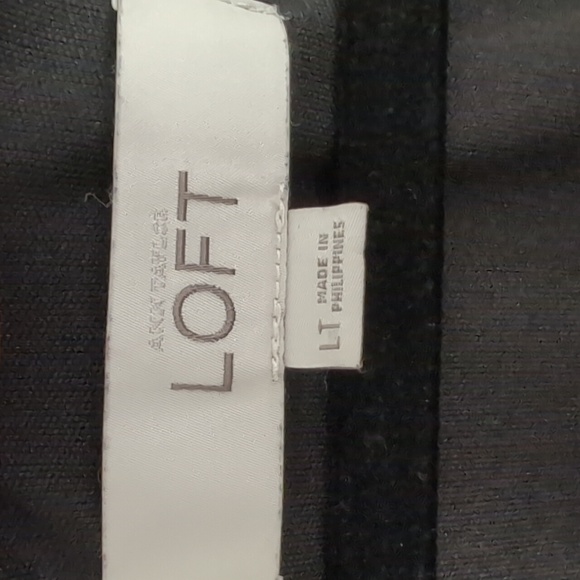 ANN TAYLOR
LOFT
LT
MADE IN
PHILIPPINES